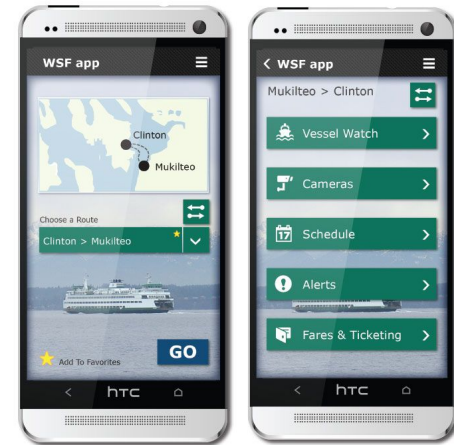 WSF app
Clinton
Mukilteo
Choose a Route
Clinton > Mukilteo
Add To Favorites
GO
hTC
< WSF app
Mukilteo > Clinton
Vessel Watch
Cameras
17 Schedule
Alerts
Fares & Ticketing
hTC